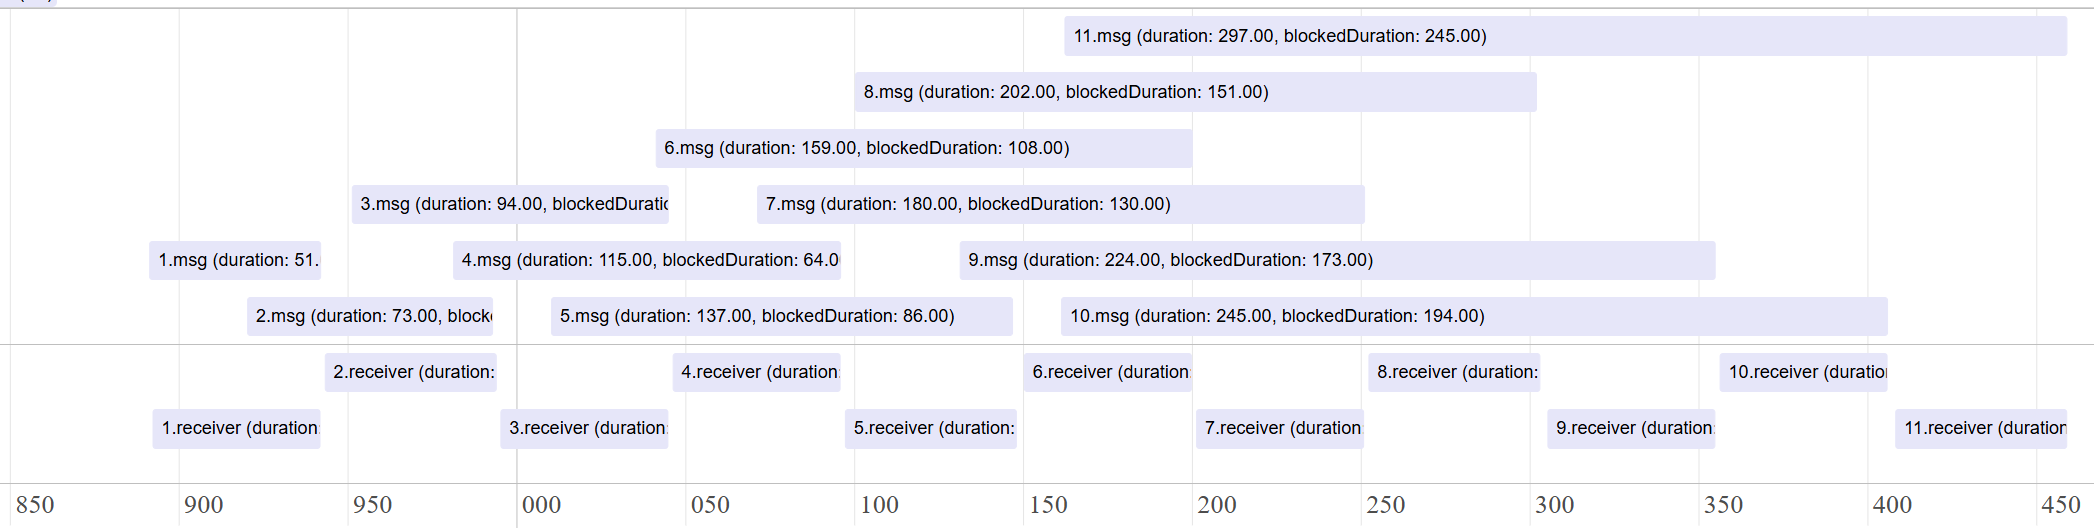 11.msg (duration: 297.00, blockedDuration: 245.00)
8.msg (duration: 202.00, blockedDuration: 151.00)
6.msg (duration: 159.00, blockedDuration: 108.00)
3.msg (duration: 94.00, blockedDuratio
7.msg (duration: 180.00, blockedDuration: 130.00)
1.msg (duration: 51.
4.msg (duration: 115.00, blockedDuration: 64.0
9.msg (duration: 224.00, blockedDuration: 173.00)
2.msg (duration: 73.00, blocke
5.msg (duration: 137.00, blockedDuration: 86.00)
10.msg (duration: 245.00, blockedDuration: 194.00)
2.receiver (duration:
4.receiver (duration:
6.receiver (duration:
8.receiver (duration:
10.receiver (duratio
1.receiver (duration:
3.receiver (duration:
5.receiver (duration:
7.receiver (duration:
9.receiver (duration:
11.receiver (duration
850 900 950 000 050 100 150 200 250 300 350 400 450